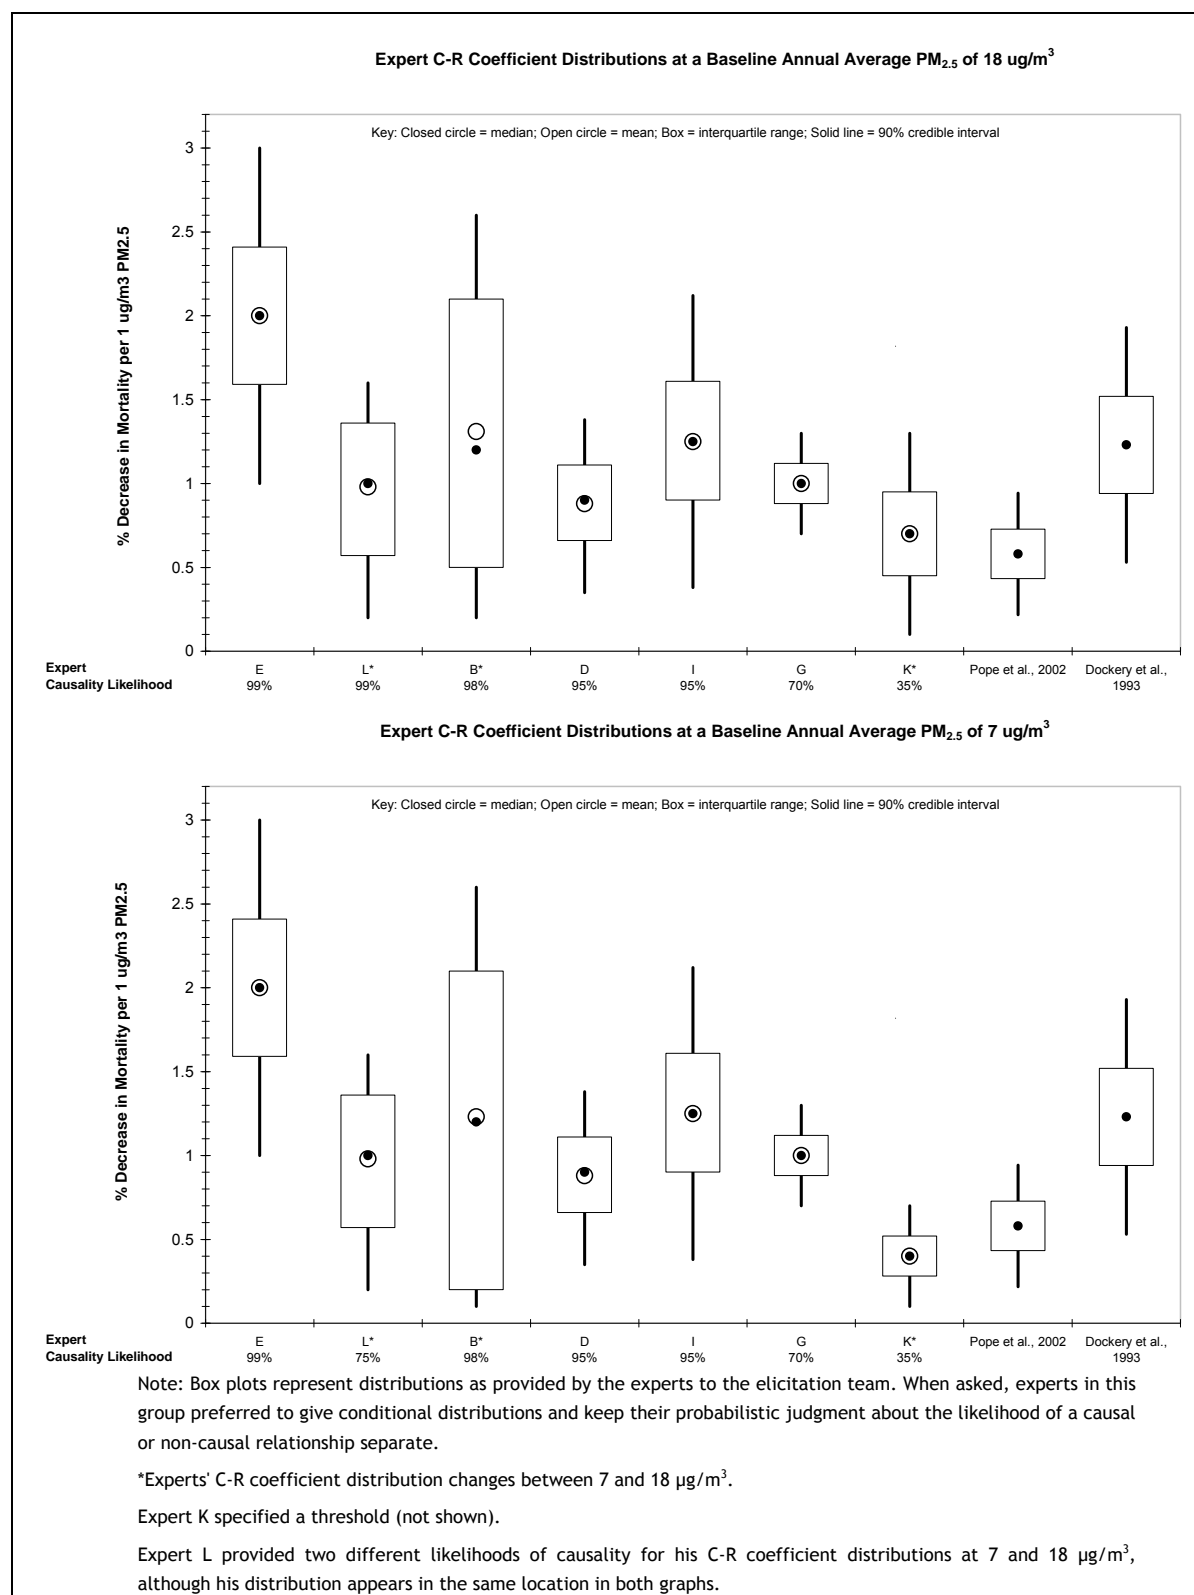 Expert C-R Coefficient Distributions at a Baseline Annual Average PM2.5 of 18 ug/m3
Key: Closed circle = median; Open circle = mean; Box = interquartile range; Solid line = 90% credible interval
% Decrease in Mortality per 1 ug/m3 PM2.5
3
2.5
2
1.5
1
0.5
0
Expert E L* B* D I G K* Pope et al., 2002 Dockery et al., 1993
Causality Likelihood 99% 99% 98% 95% 95% 70% 35%
Expert C-R Coefficient Distributions at a Baseline Annual Average PM2.5 of 7 ug/m3
Key: Closed circle = median; Open circle = mean; Box = interquartile range; Solid line = 90% credible interval
% Decrease in Mortality per 1 ug/m3 PM2.5
3
2.5
2
1.5
1
0.5
0
Expert E L* B* D I G K* Pope et al., 2002 Dockery et al., 1993
Causality Likelihood 99% 75% 98% 95% 95% 70% 35%
Note: Box plots represent distributions as provided by the experts to the elicitation team. When asked, experts in this
group preferred to give conditional distributions and keep their probabilistic judgment about the likelihood of a causal
or non-causal relationship separate.
*Experts' C-R coefficient distribution changes between 7 and 18 µg/m3.
Expert K specified a threshold (not shown).
Expert L provided two different likelihoods of causality for his C-R coefficient distributions at 7 and 18 µg/m3,
although his distribution appears in the same location in both graphs.